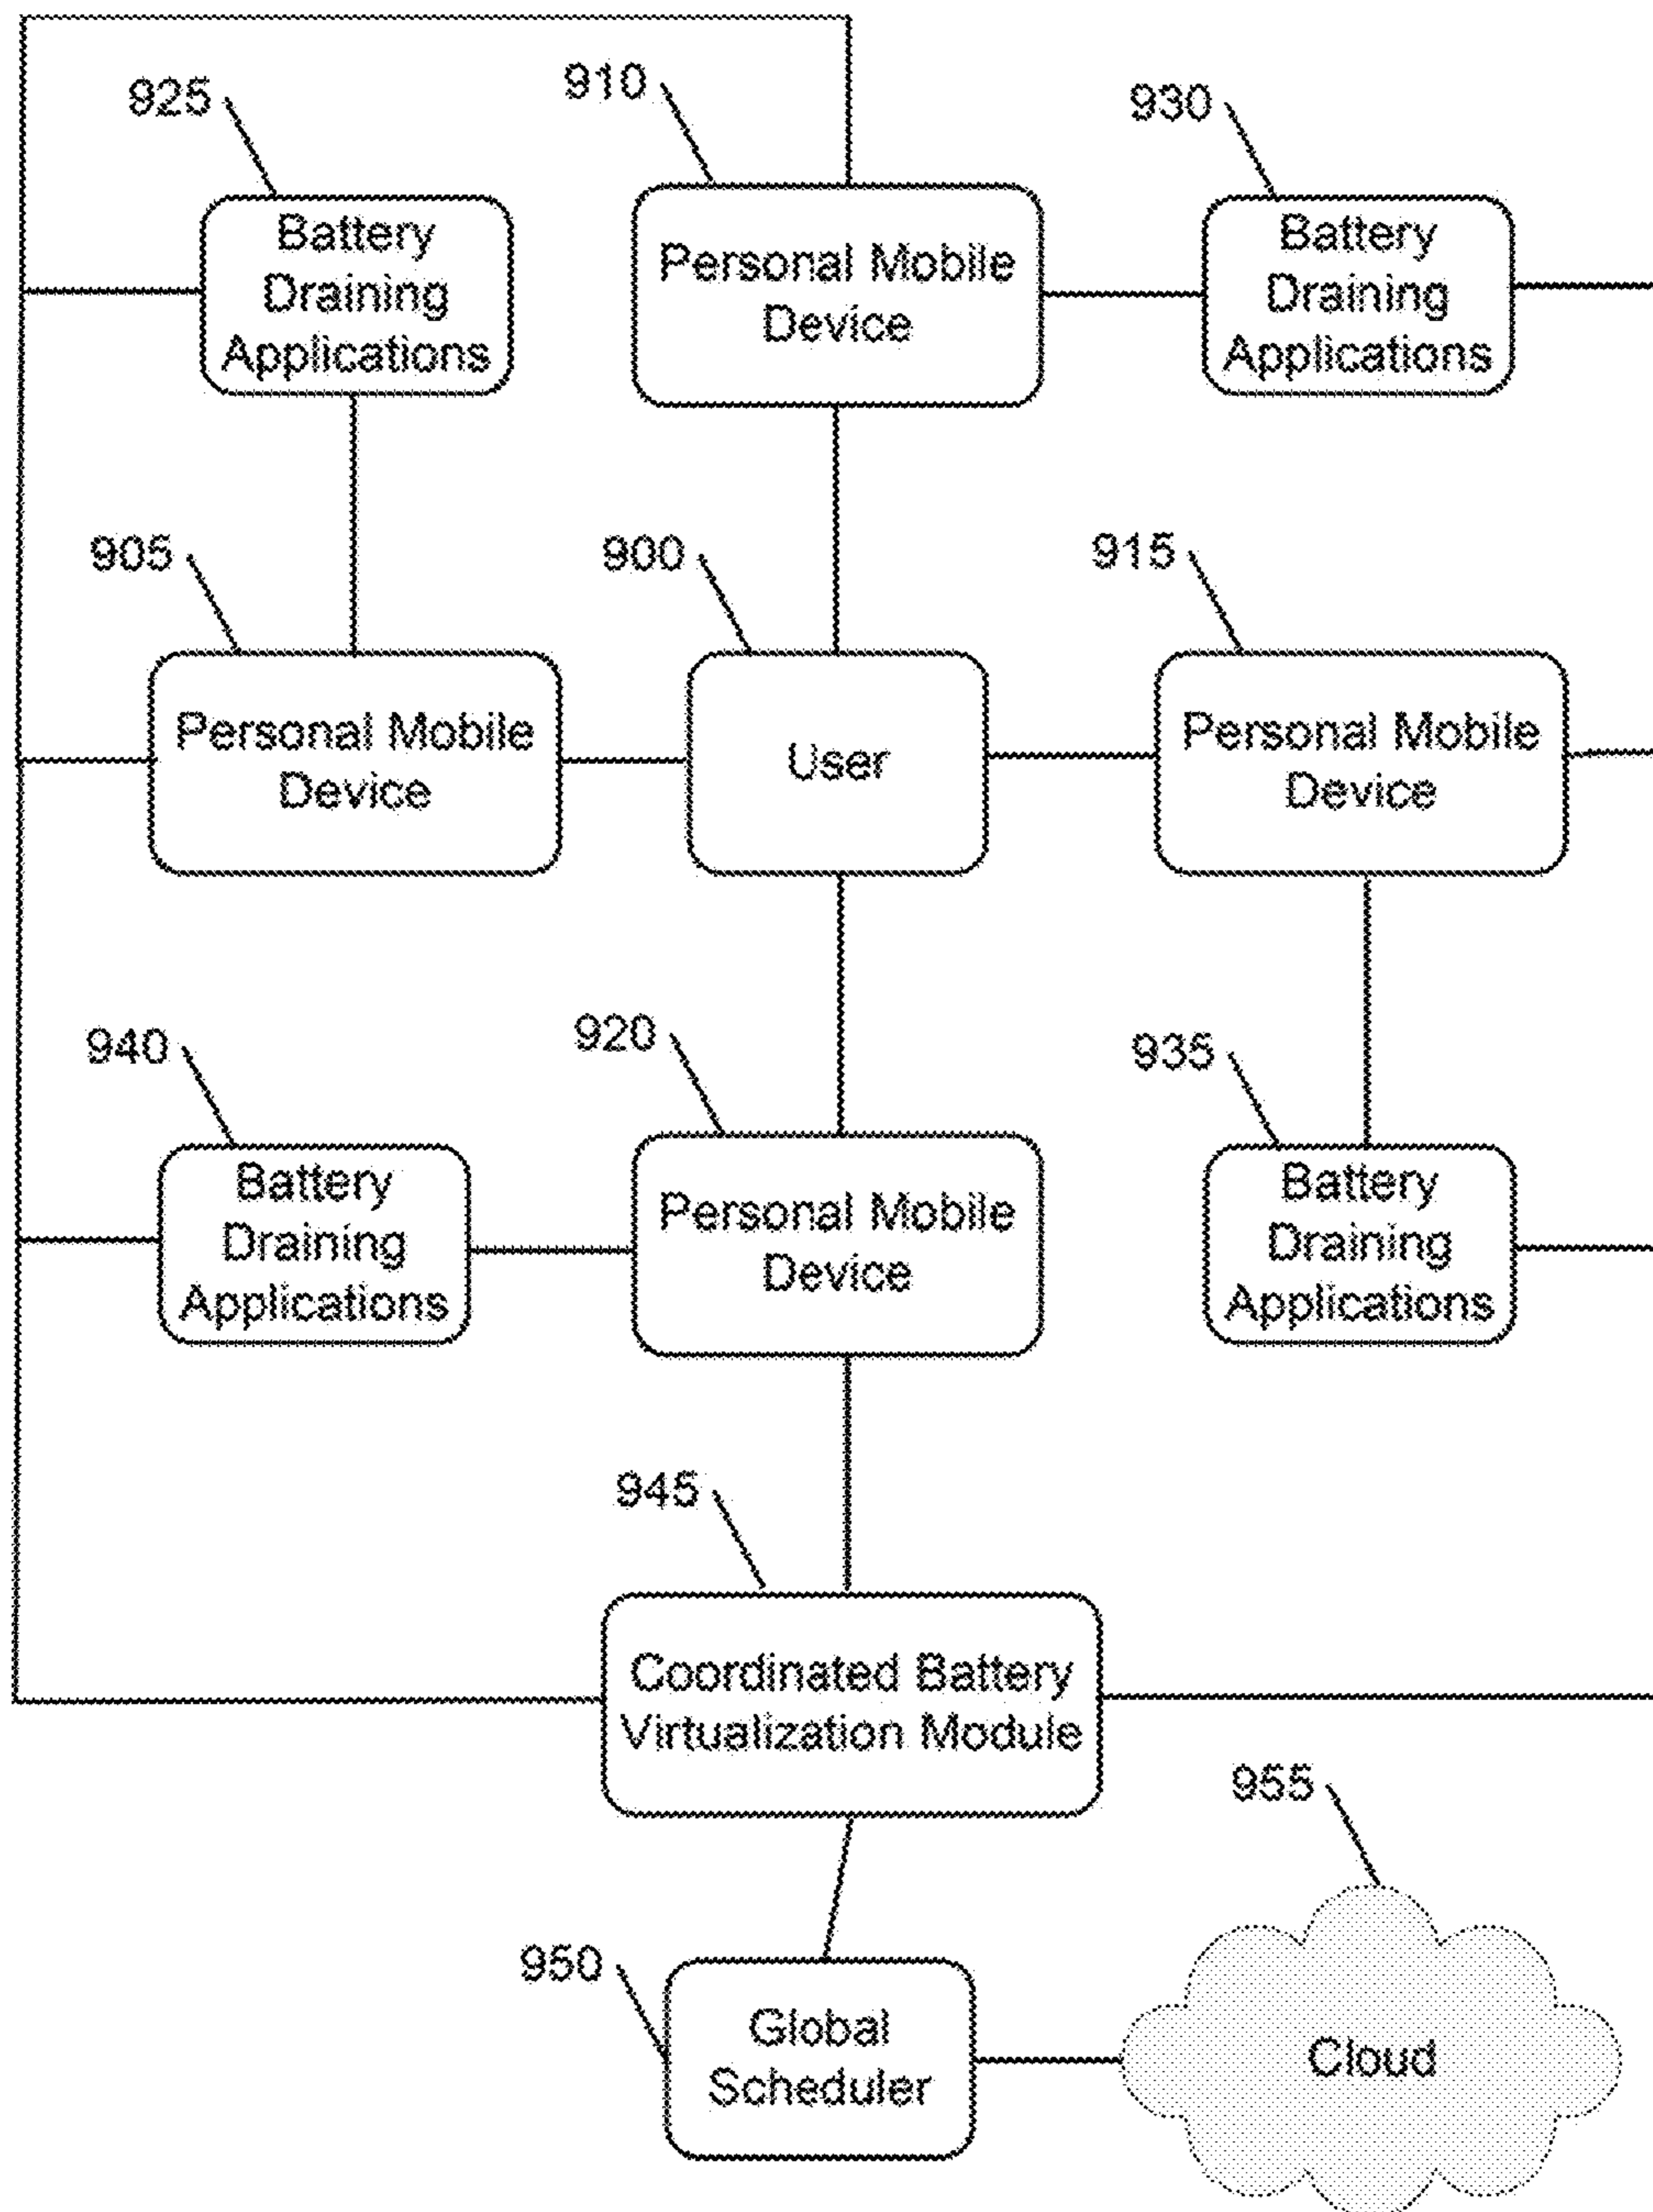 925
910
930
Battery
Draining
Applications
Personal Mobile
Device
Battery
Draining
Applications
905
900
915
Personal Mobile
Device
User
Personal Mobile
Device
940
920
935
Battery
Draining
Applications
Personal Mobile
Device
Battery
Draining
Applications
945
Coordinated Battery
Virtualization Module
955
950
Global
Scheduler
Cloud